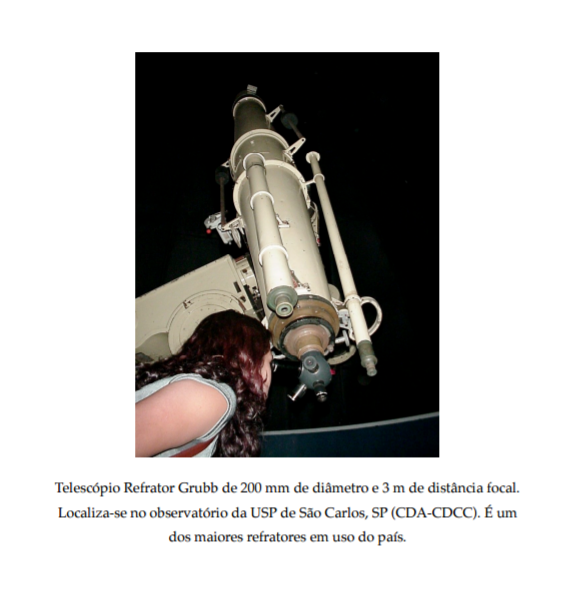 Telescópio Refrator Grubb de 200 mm de diâmetro e 3 m de distância focal.
Localiza-se no observatório da USP de São Carlos, SP (CDA-CDCC). É um
dos maiores refratores em uso do país.